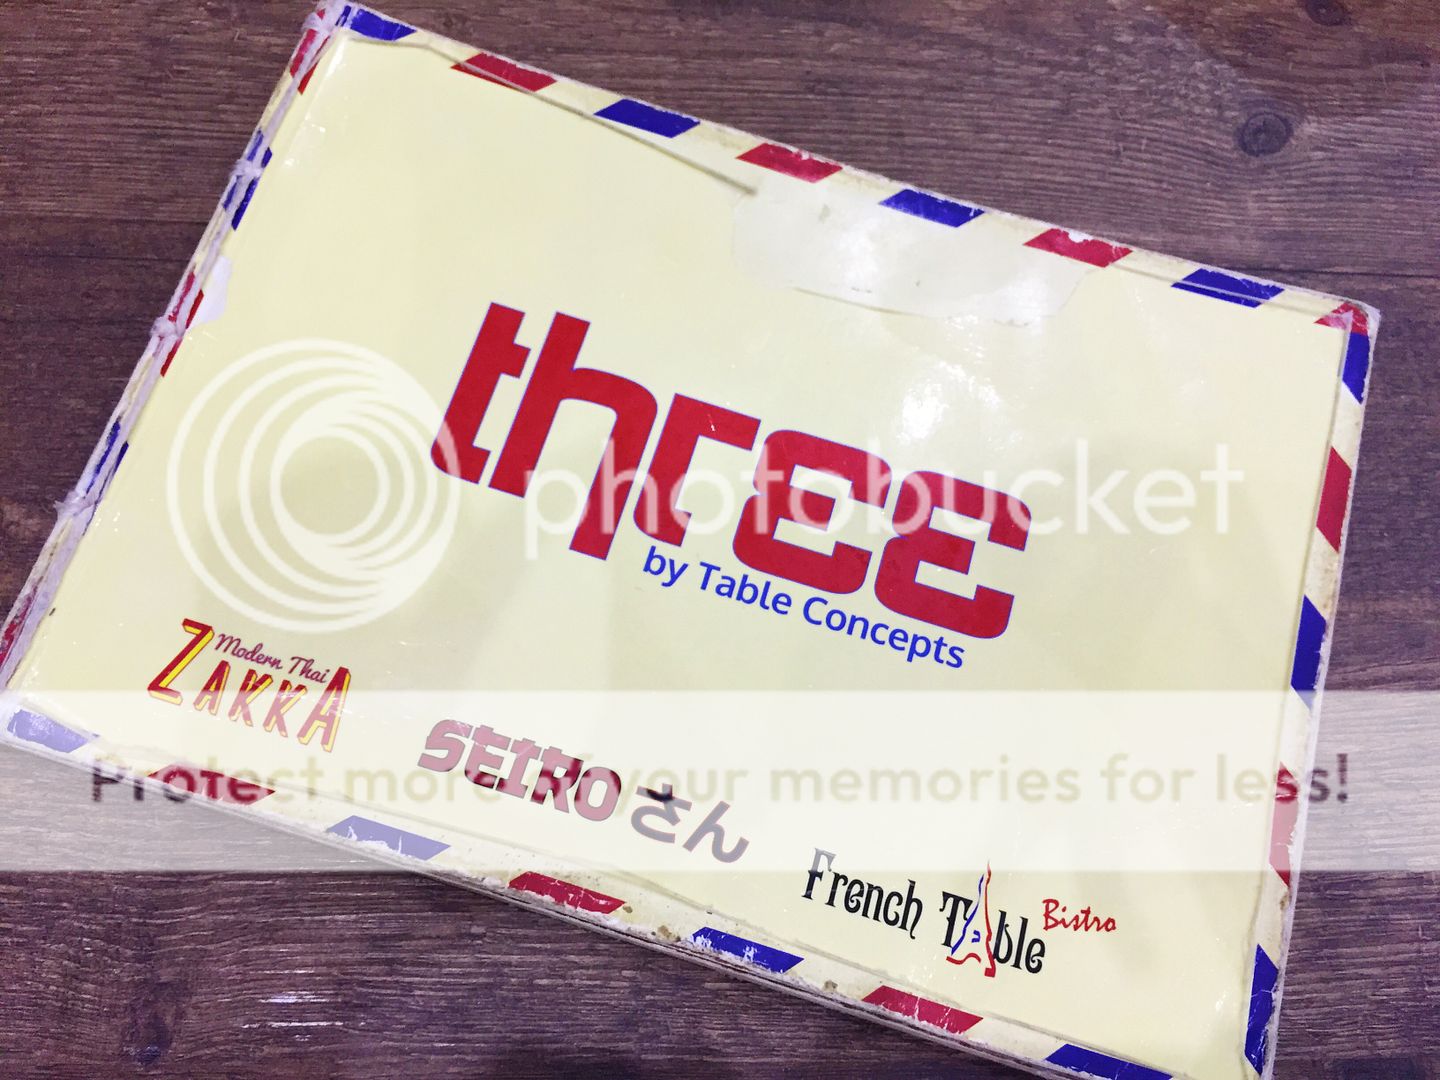 three
by Table Concepts
photobucket
Modern Thai
ZAKKA
SEIRO さん
Protect more of your memories for less!
French Table Bistro